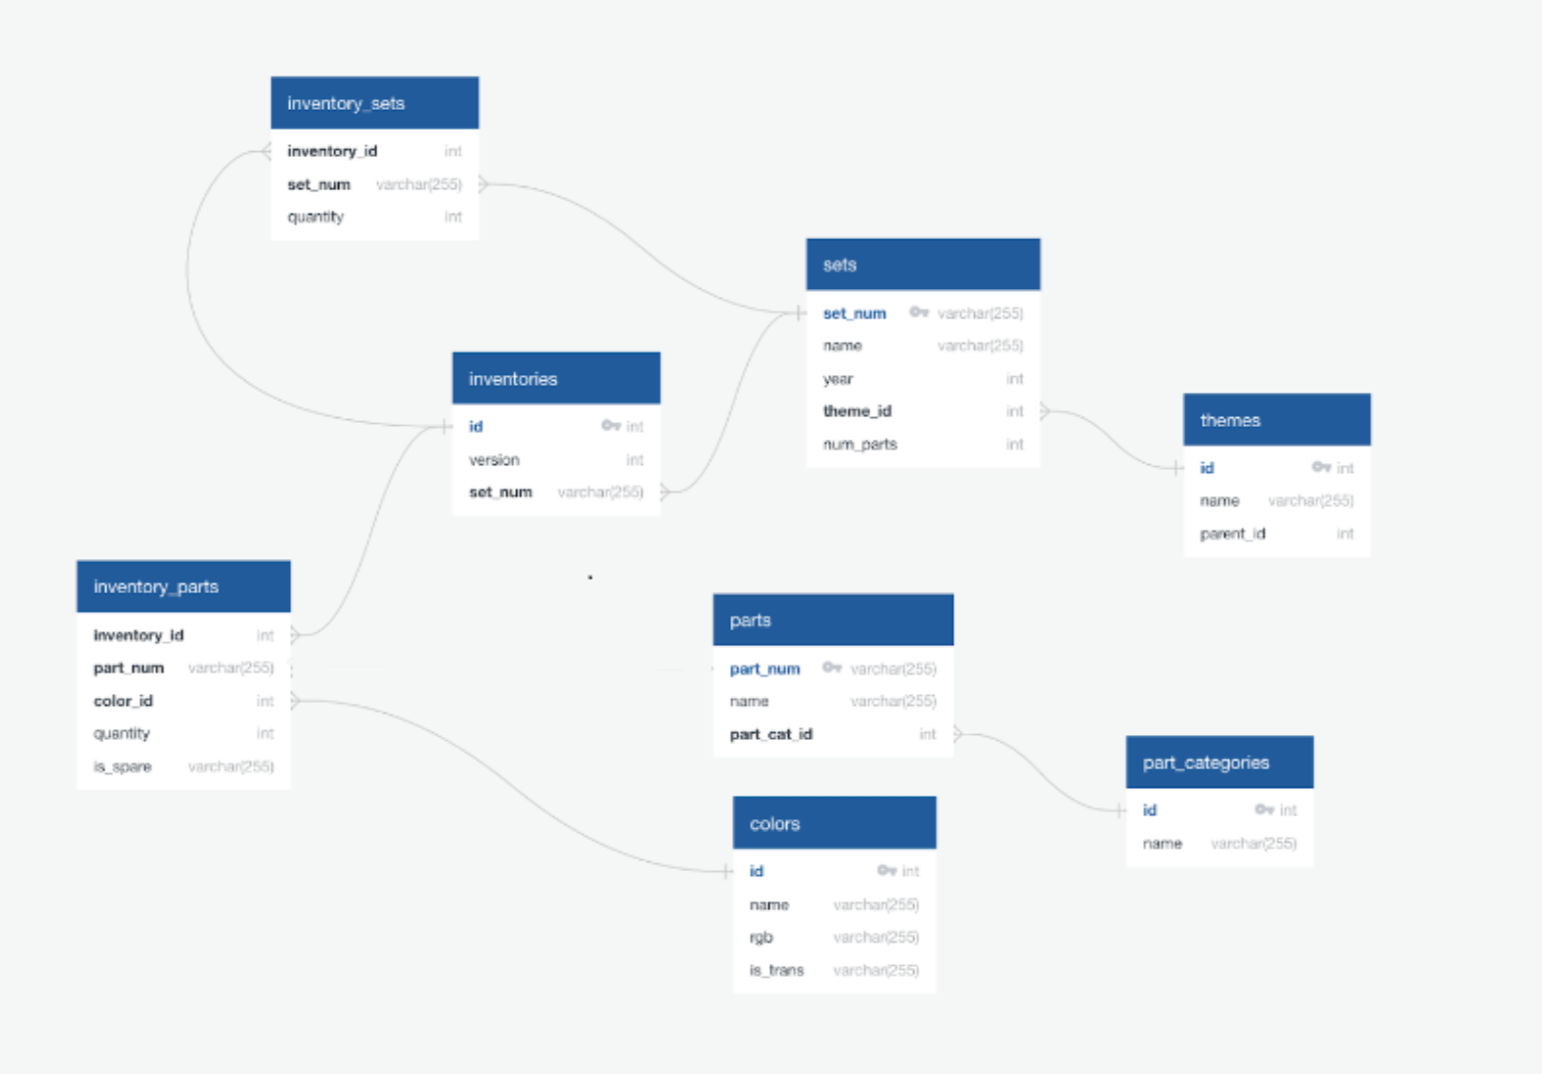 inventory_sets
inventory_id int
set_num varchar(255)
quantity int
sets
set_num varchar(255)
name varchar(255)
year int
theme_id int
num_parts int
inventories
id int
version int
set_num varchar(255)
themes
id int
name varchar(255)
parent_id int
inventory_parts
inventory_id int
part_num varchar(255)
color_id int
quantity int
is_spare varchar(255)
parts
part_num varchar(255)
name varchar(255)
part_cat_id int
part_categories
id int
name varchar(255)
colors
id int
name varchar(255)
rgb varchar(255)
is_trans varchar(255)